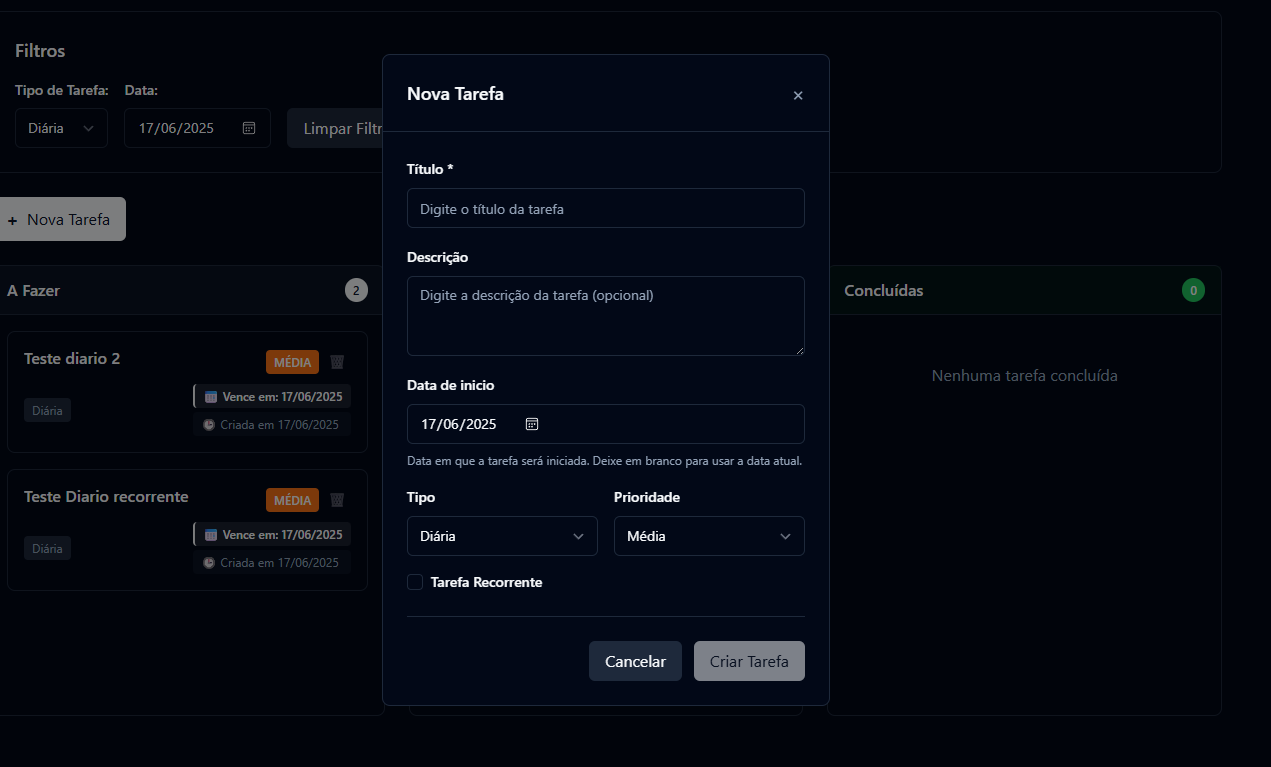 Filtros
Tipo de Tarefa: Data:
Diária 17/06/2025 Limpar Filtr
+ Nova Tarefa
A Fazer 2
Teste diario 2 MÉDIA
Vence em: 17/06/2025
Diária
Criada em 17/06/2025
Teste Diario recorrente MÉDIA
Vence em: 17/06/2025
Diária
Criada em 17/06/2025
Nova Tarefa ×
Título *
Digite o título da tarefa
Descrição
Digite a descrição da tarefa (opcional)
Data de inicio
17/06/2025
Data em que a tarefa será iniciada. Deixe em branco para usar a data atual.
Tipo Prioridade
Diária Média
Tarefa Recorrente
Cancelar Criar Tarefa
Concluídas 0
Nenhuma tarefa concluída